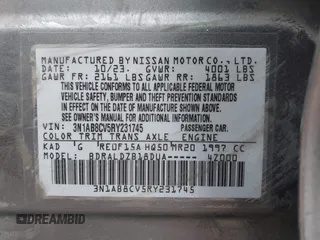 MANUFACTURED BY NISSAN MOTOR CO., LTD.
DATE: 10/23. GVWR: 4001 LBS
GAWR FR: 2161 LBS GAWR RR: 1863 LBS
THIS VEHICLE CONFORMS TO ALL APPLICABLE FEDERAL MOTOR
VEHICLE SAFETY, BUMPER, AND THEFT PREVENTION
STANDARDS IN EFFECT ON THE DATE OF MANUFACTURE SHOWN ABOVE.
SEE OWNER'S MANUAL FOR ADDITIONAL INFORMATION
VIN: 3N1AB8CV5RY231745 PASSENGER CAR
COLOR TRIM TRANS AXLE ENGINE
KAD G RE0F15A HG50 MR20 1997 CC
MODEL: BDRALDZB18DUA 47000
3N1AB8CV5RY231745
DREAMBID